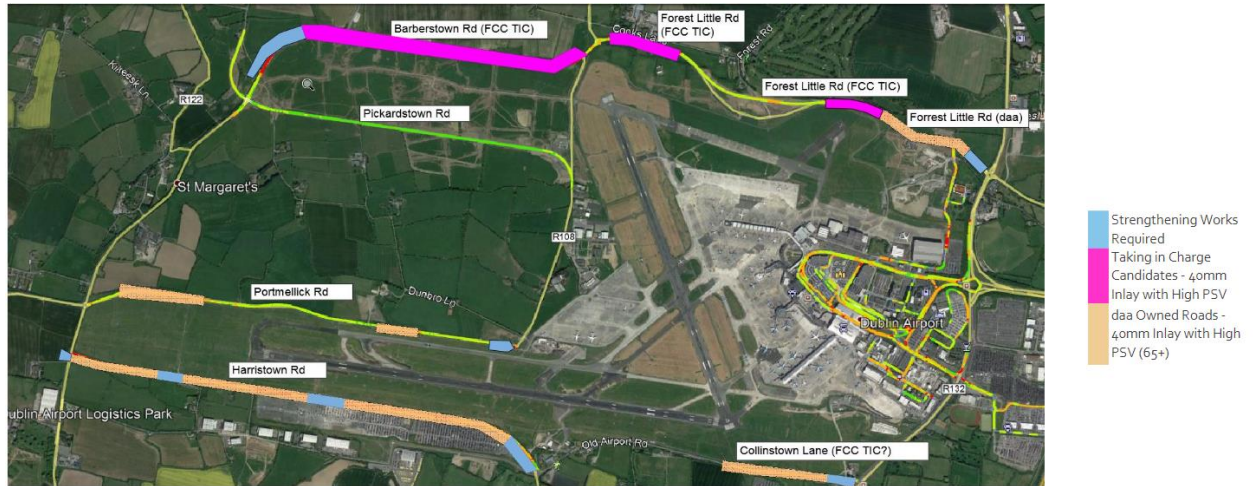 Forest Little Rd
(FCC TIC)
Barberstown Rd (FCC TIC)
Cooks
Forest Rd
Kilreesk Ln
R122
Forest Little Rd (FCC TIC)
Pickardstown Rd
Forrest Little Rd (daa)
St Margaret's
R108
Strengthening Works
Required
Taking in Charge
Candidates - 40mm
Inlay with High PSV
daa Owned Roads -
40mm Inlay with High
PSV (65+)
Portmellick Rd
Dunbro Ln
Dublin Airport
Harristown Rd
R132
ublin Airport Logistics Park
Old Airport Rd
Collinstown Lane (FCC TIC?)